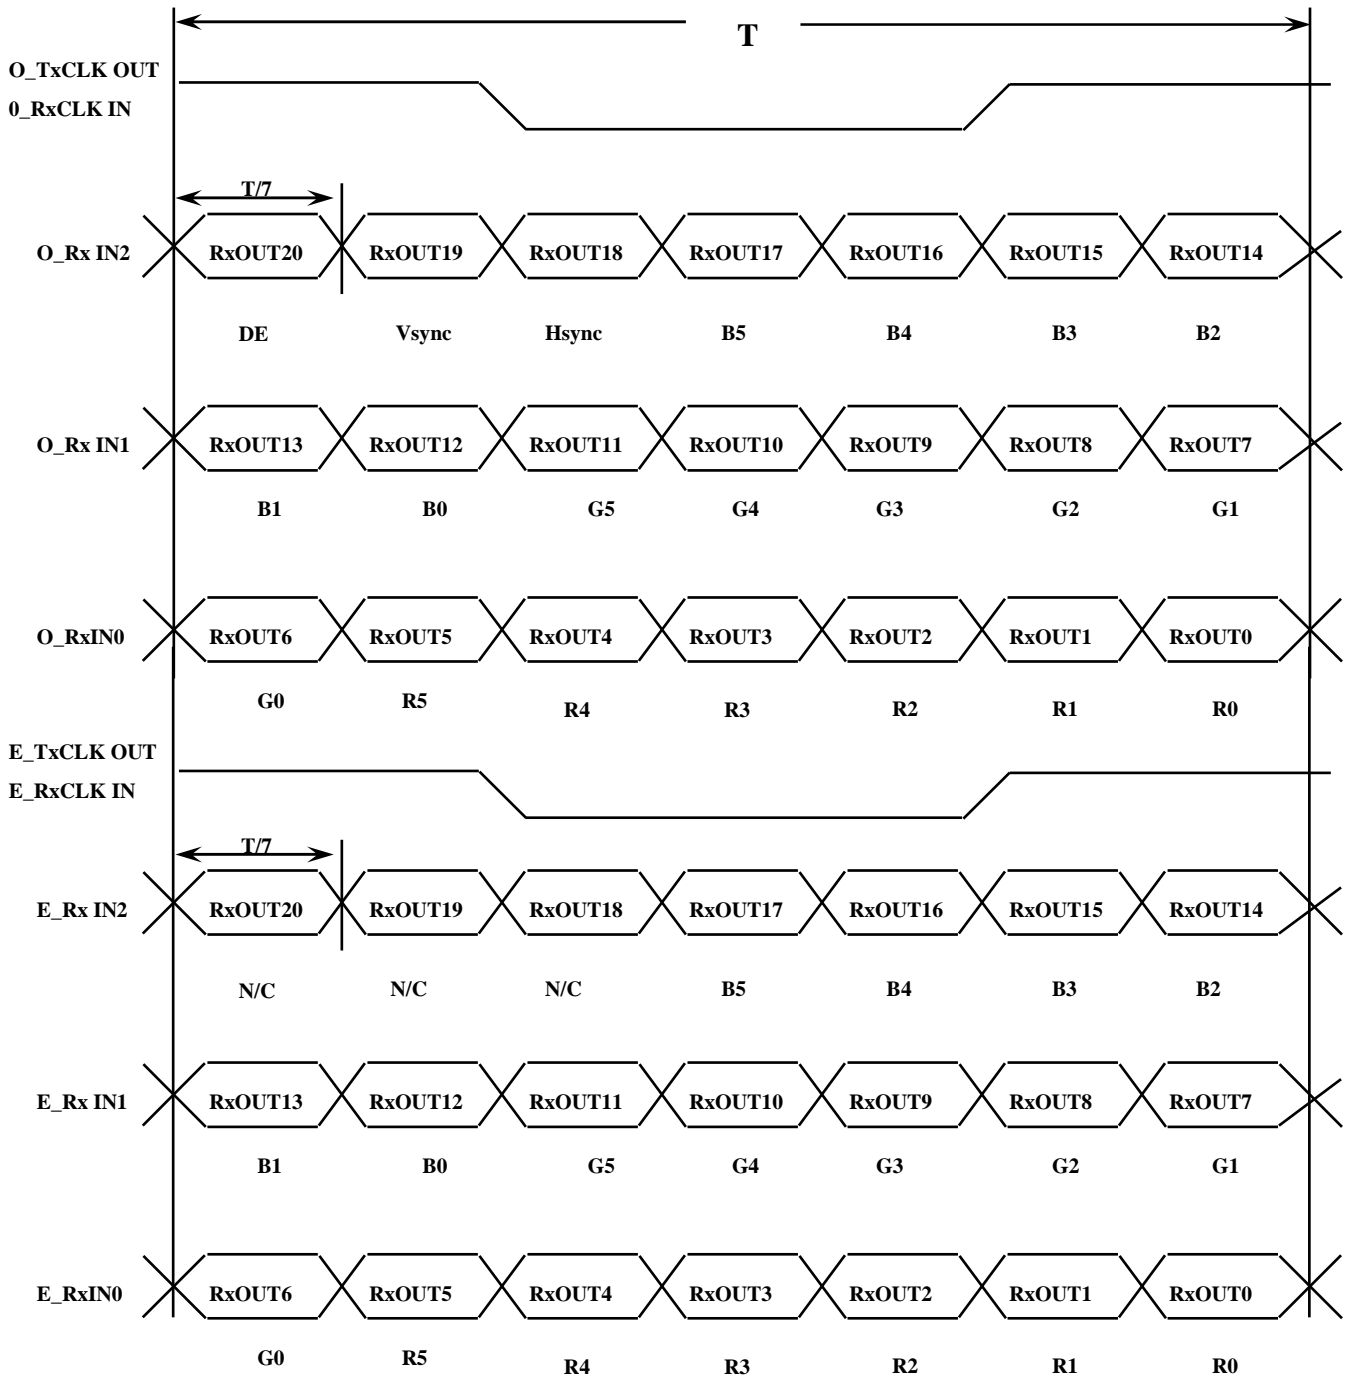 T
O_TxCLK OUT
0_RxCLK IN
T/7
O_Rx IN2 RxOUT20 RxOUT19 RxOUT18 RxOUT17 RxOUT16 RxOUT15 RxOUT14
DE Vsync Hsync B5 B4 B3 B2
O_Rx IN1 RxOUT13 RxOUT12 RxOUT11 RxOUT10 RxOUT9 RxOUT8 RxOUT7
B1 B0 G5 G4 G3 G2 G1
O_RxIN0 RxOUT6 RxOUT5 RxOUT4 RxOUT3 RxOUT2 RxOUT1 RxOUT0
G0 R5 R4 R3 R2 R1 R0
E_TxCLK OUT
E_RxCLK IN
T/7
E_Rx IN2 RxOUT20 RxOUT19 RxOUT18 RxOUT17 RxOUT16 RxOUT15 RxOUT14
N/C N/C N/C B5 B4 B3 B2
E_Rx IN1 RxOUT13 RxOUT12 RxOUT11 RxOUT10 RxOUT9 RxOUT8 RxOUT7
B1 B0 G5 G4 G3 G2 G1
E_RxIN0 RxOUT6 RxOUT5 RxOUT4 RxOUT3 RxOUT2 RxOUT1 RxOUT0
G0 R5 R4 R3 R2 R1 R0